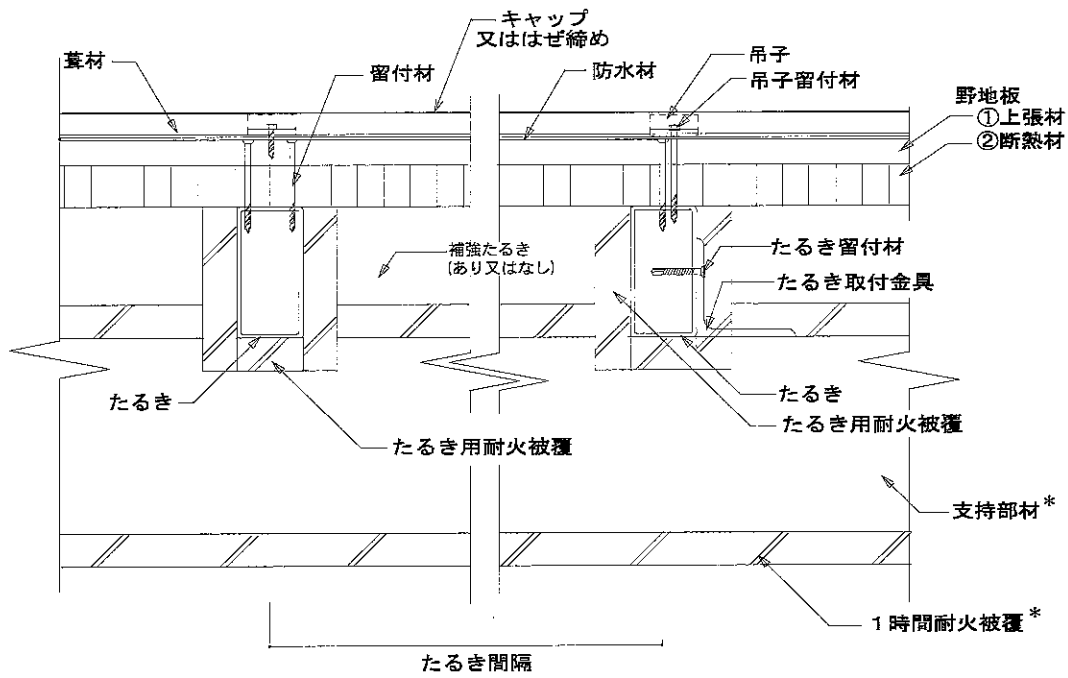 キャップ
又ははぜ締め
葺材
留付材
防水材
吊子
吊子留付材
野地板
①上張材
②断熱材
補強たるき
(あり又はなし)
たるき留付材
たるき取付金具
たるき
たるき
たるき用耐火被覆
たるき用耐火被覆
支持部材*
1時間耐火被覆*
たるき間隔